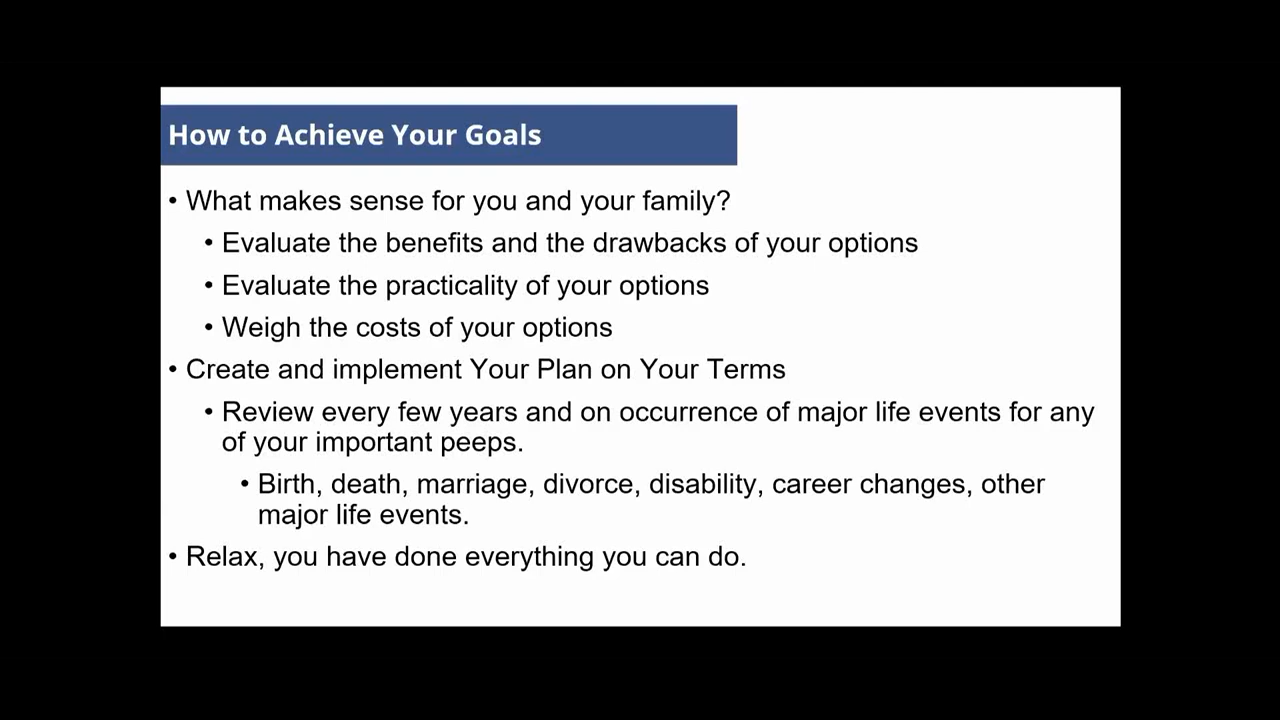 How to Achieve Your Goals
• What makes sense for you and your family?
• Evaluate the benefits and the drawbacks of your options
• Evaluate the practicality of your options
• Weigh the costs of your options
• Create and implement Your Plan on Your Terms
• Review every few years and on occurrence of major life events for any
of your important peeps.
• Birth, death, marriage, divorce, disability, career changes, other
major life events.
• Relax, you have done everything you can do.